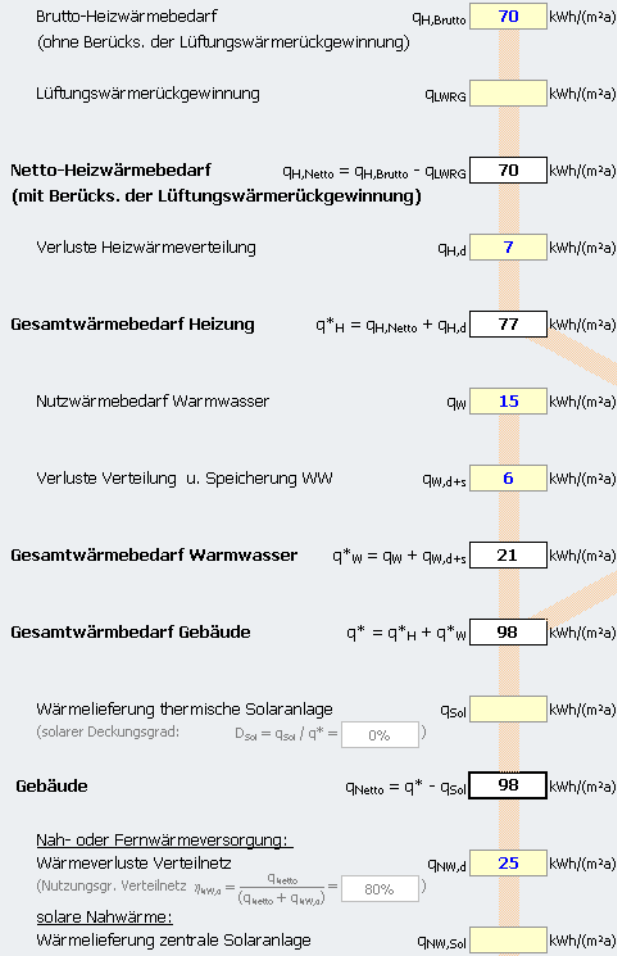 Brutto-Heizwärmebedarf qH,Brutto 70 kWh/(m²a)
(ohne Berücks. der Lüftungswärmerückgewinnung)
Lüftungswärmerückgewinnung qLWRG kWh/(m²a)
Netto-Heizwärmebedarf qH,Netto = qH,Brutto - qLWRG 70 kWh/(m²a)
(mit Berücks. der Lüftungswärmerückgewinnung)
Verluste Heizwärmeverteilung qH,d 7 kWh/(m²a)
Gesamtwärmebedarf Heizung q*H = qH,Netto + qH,d 77 kWh/(m²a)
Nutzwärmebedarf Warmwasser qW 15 kWh/(m²a)
Verluste Verteilung u. Speicherung WW qW,d+s 6 kWh/(m²a)
Gesamtwärmebedarf Warmwasser q*W = qW + qW,d+s 21 kWh/(m²a)
Gesamtwärmbedarf Gebäude q* = q*H + q*W 98 kWh/(m²a)
Wärmelieferung thermische Solaranlage qSol kWh/(m²a)
(solarer Deckungsgrad: DSol = qSol / q* = 0% )
Gebäude qNetto = q* - qSol 98 kWh/(m²a)
Nah- oder Fernwärmeversorgung:
Wärmeverluste Verteilnetz qNW,d 25 kWh/(m²a)
(Nutzungsgr. Verteilnetz ηNW,d = qNetto / (qNetto + qNW,d) = 80% )
solare Nahwärme:
Wärmelieferung zentrale Solaranlage qNW,Sol kWh/(m²a)